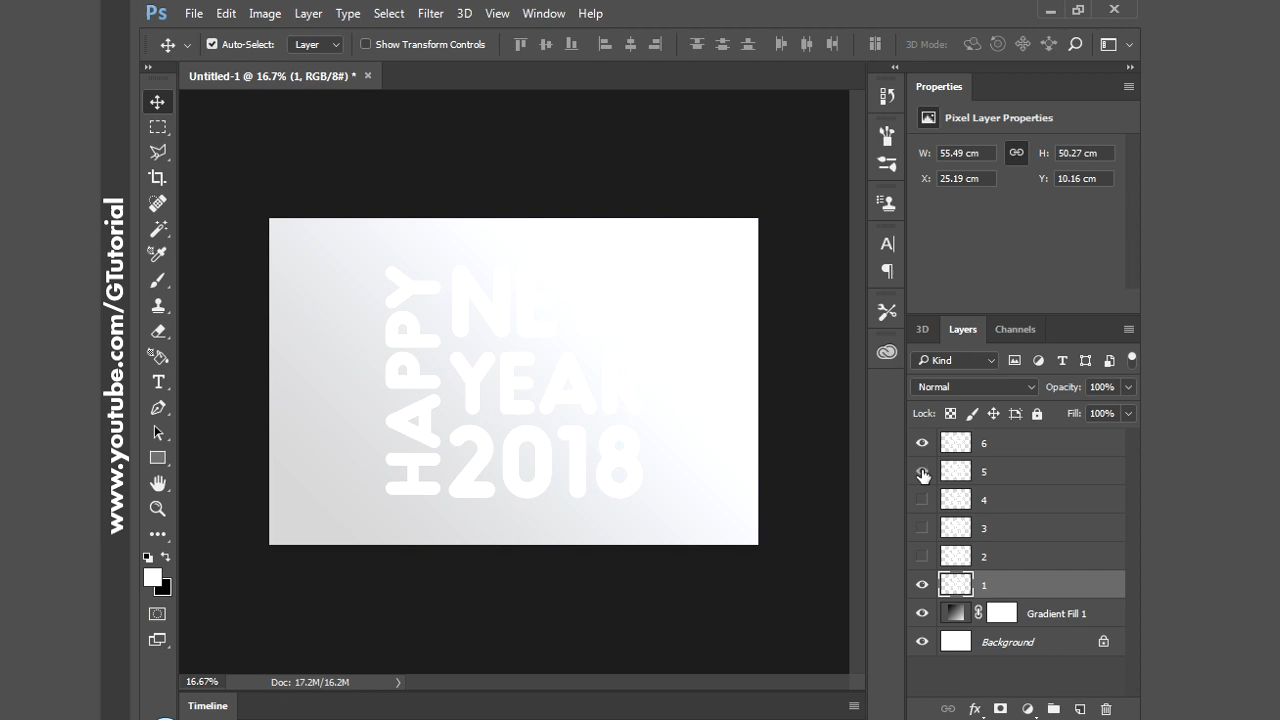 Ps File Edit Image Layer Type Select Filter 3D View Window Help
Auto-Select: Layer Show Transform Controls 3D Mode:
Untitled-1 @ 16.7% (1, RGB/8#) *
www.youtube.com/GTutorial
HAPPY
NEW
YEAR
2018
Properties
Pixel Layer Properties
W: 55.49 cm H: 50.27 cm
X: 25.19 cm Y: 10.16 cm
3D Layers Channels
Kind
Normal Opacity: 100%
Lock: Fill: 100%
6
5
4
3
2
1
Gradient Fill 1
Background
fx
16.67% Doc: 17.2M/16.2M
Timeline